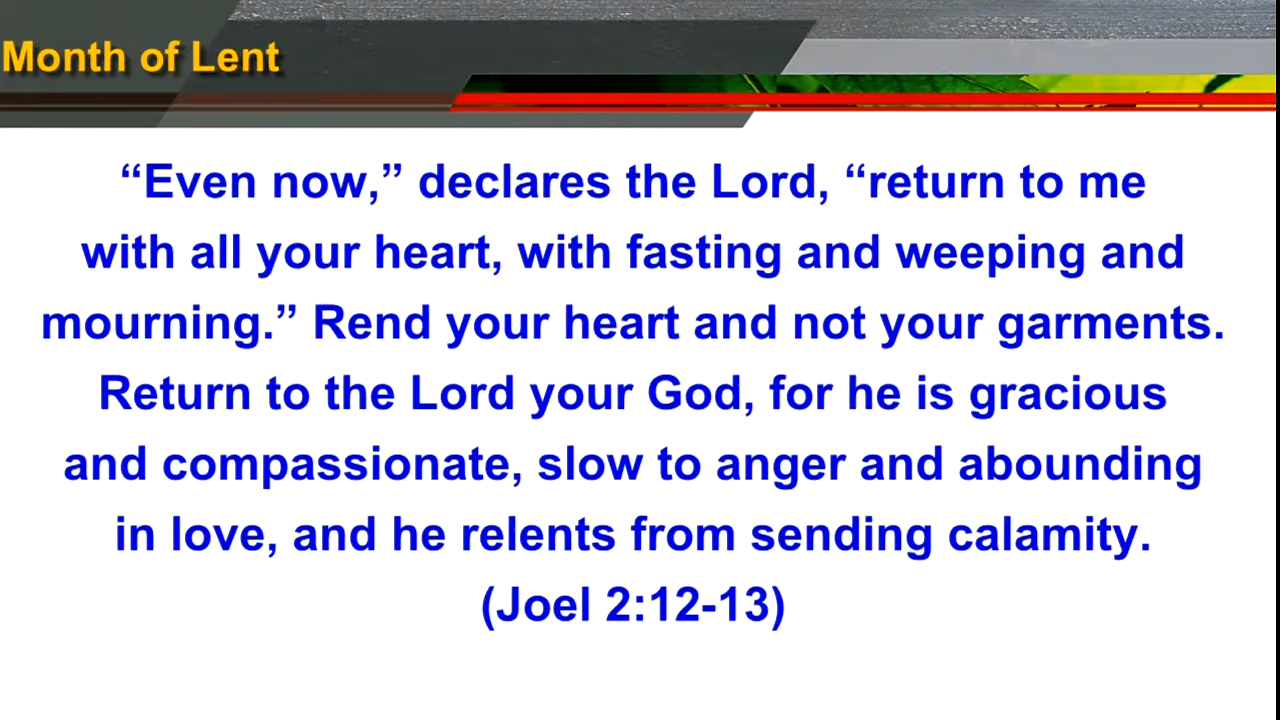 Month of Lent
“Even now,” declares the Lord, “return to me
with all your heart, with fasting and weeping and
mourning.” Rend your heart and not your garments.
Return to the Lord your God, for he is gracious
and compassionate, slow to anger and abounding
in love, and he relents from sending calamity.
(Joel 2:12-13)